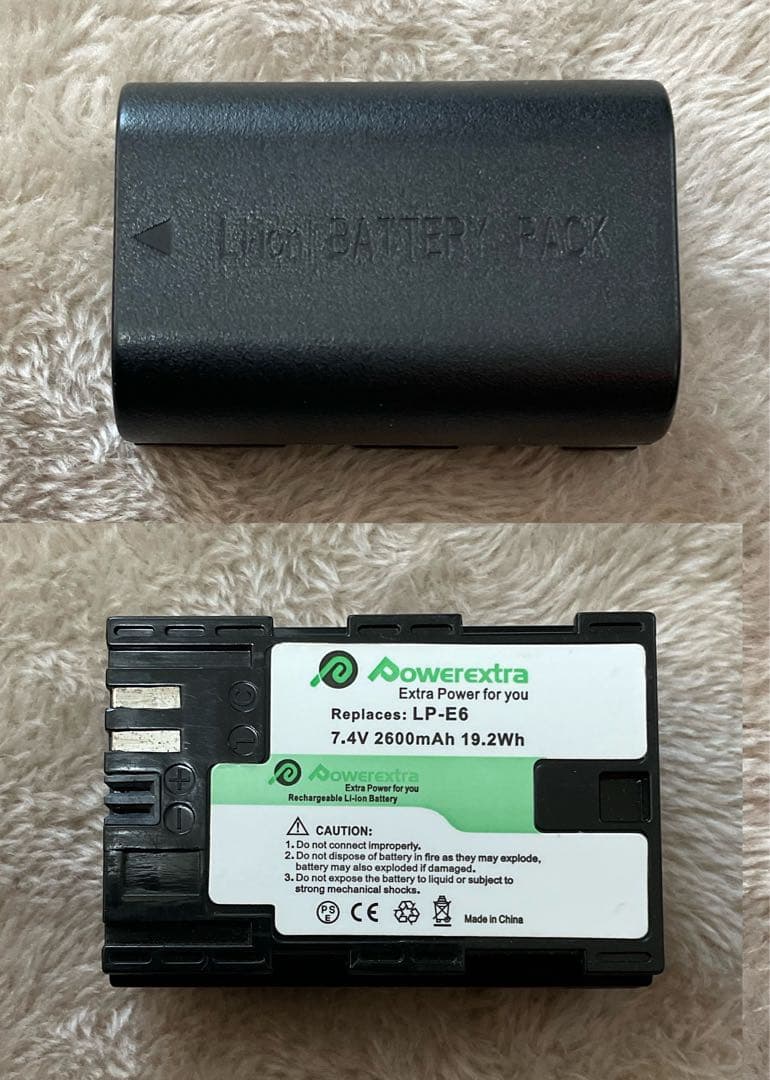 Li-ion BATTERY PACK
Powerextra
Extra Power for you
Replaces: LP-E6
7.4V 2600mAh 19.2Wh
Powerextra
Extra Power for you
Rechargeable Li-ion Battery
CAUTION:
1. Do not connect improperly.
2. Do not dispose of battery in fire as they may explode,
battery may also exploded if damaged.
3. Do not expose the battery to liquid or subject to
strong mechanical shocks.
PS
E
CE
Made in China
C
D
+
−